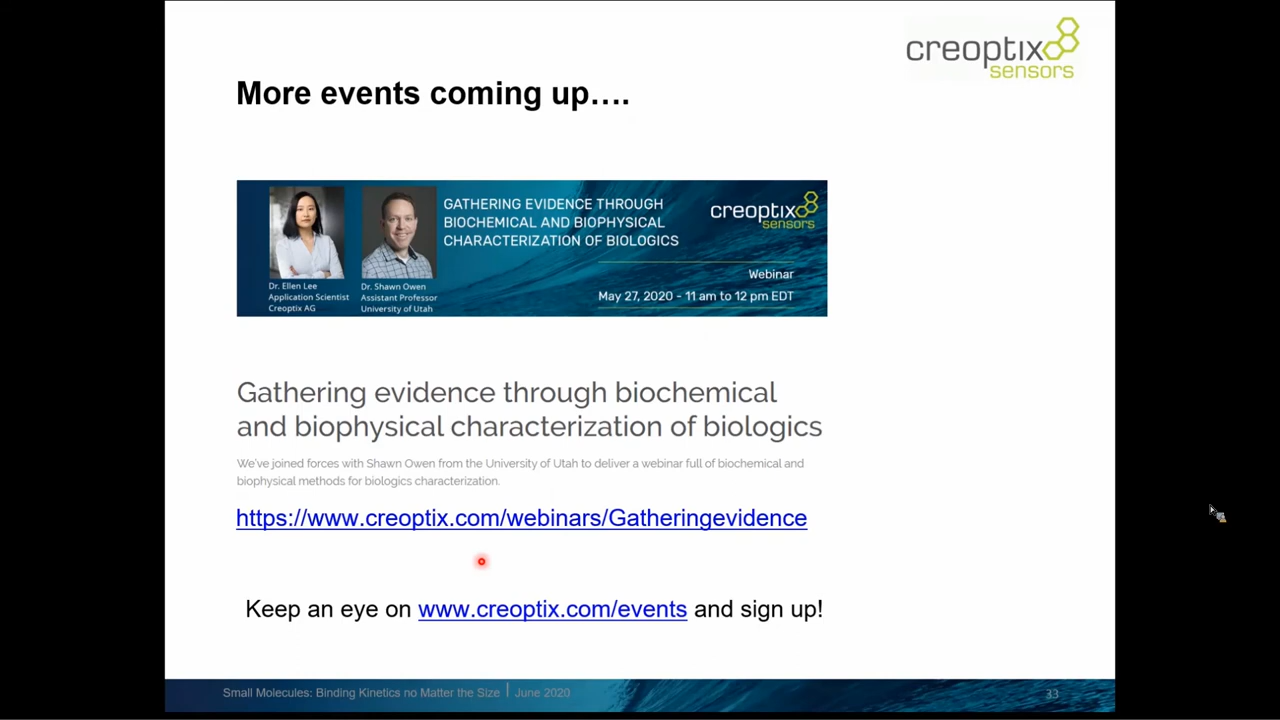 creoptix
sensors
More events coming up....
GATHERING EVIDENCE THROUGH
BIOCHEMICAL AND BIOPHYSICAL
CHARACTERIZATION OF BIOLOGICS
creoptix
sensors
Webinar
May 27, 2020 - 11 am to 12 pm EDT
Dr. Ellen Lee
Application Scientist
Creoptix AG
Dr. Shawn Owen
Assistant Professor
University of Utah
Gathering evidence through biochemical
and biophysical characterization of biologics
We've joined forces with Shawn Owen from the University of Utah to deliver a webinar full of biochemical and
biophysical methods for biologics characterization.
https://www.creoptix.com/webinars/Gatheringevidence
Keep an eye on www.creoptix.com/events and sign up!
Small Molecules: Binding Kinetics no Matter the Size | June 2020
33